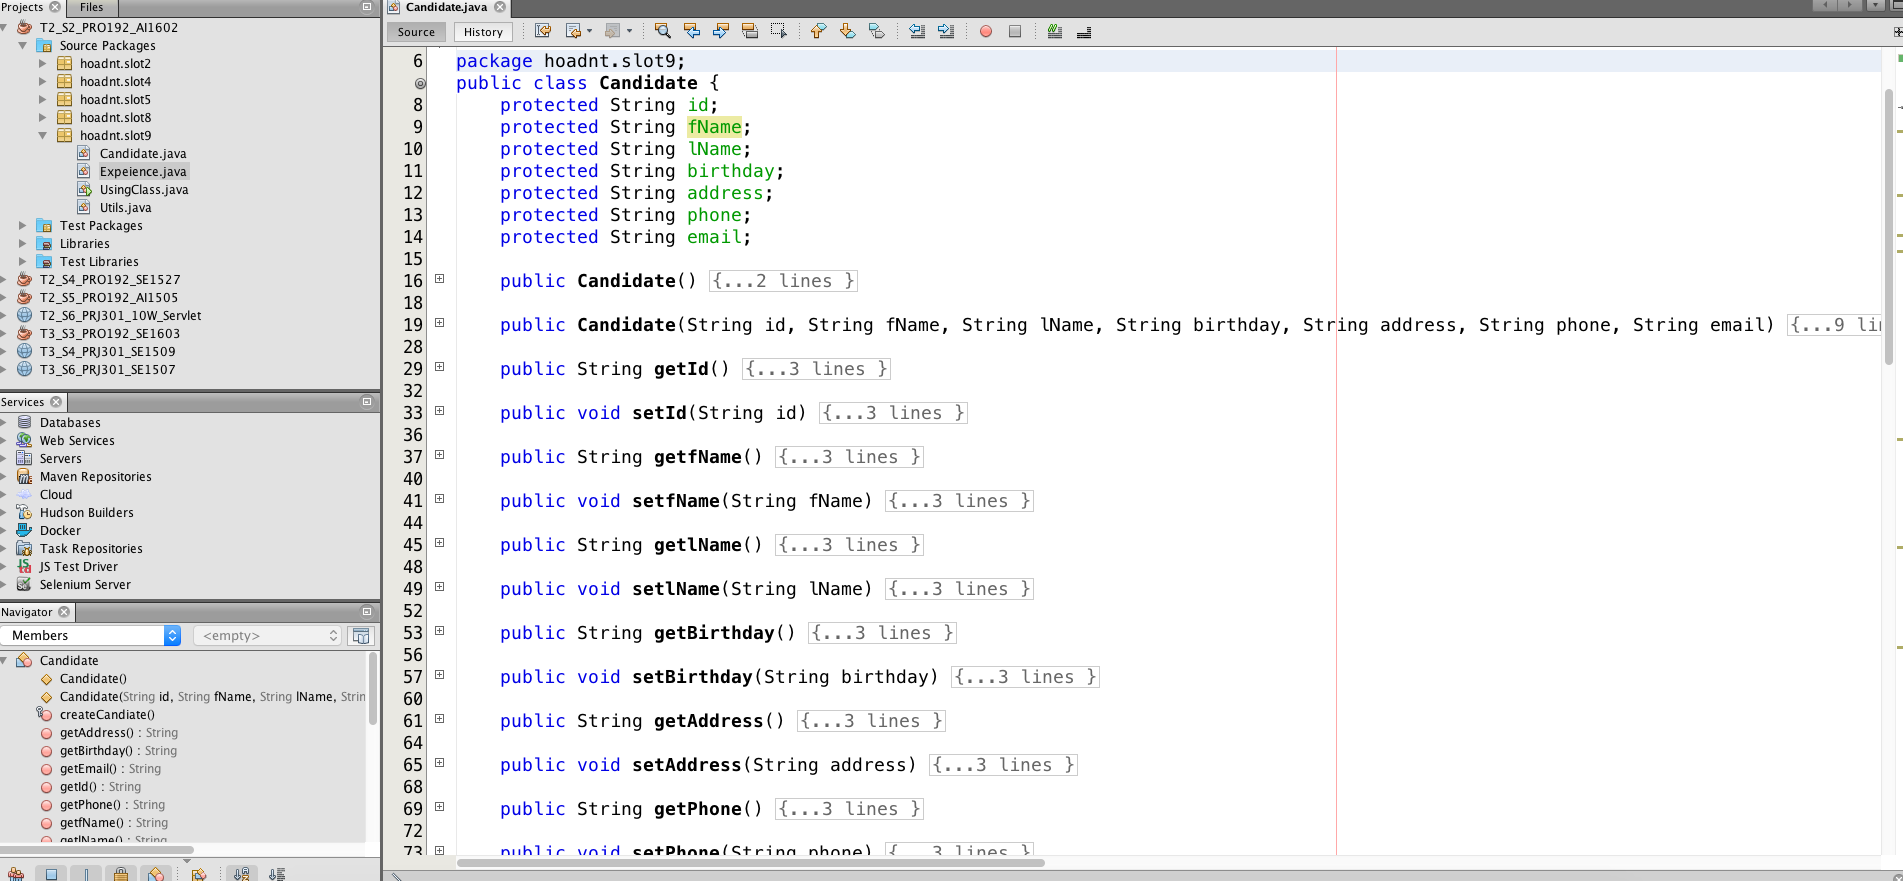 Projects
Files
T2_S2_PRO192_AI1602
Source Packages
hoadnt.slot2
hoadnt.slot4
hoadnt.slot5
hoadnt.slot8
hoadnt.slot9
Candidate.java
Expeience.java
UsingClass.java
Utils.java
Test Packages
Libraries
Test Libraries
T2_S4_PRO192_SE1527
T2_S5_PRO192_AI1505
T2_S6_PRJ301_10W_Servlet
T3_S3_PRO192_SE1603
T3_S4_PRJ301_SE1509
T3_S6_PRJ301_SE1507
Services
Databases
Web Services
Servers
Maven Repositories
Cloud
Hudson Builders
Docker
Task Repositories
JS Test Driver
Selenium Server
Navigator
Members
<empty>
Candidate
Candidate()
Candidate(String id, String fName, String lName, Strin
createCandiate()
getAddress() : String
getBirthday() : String
getEmail() : String
getId() : String
getPhone() : String
getfName() : String
getlName() : String
Candidate.java
Source
History
6 package hoadnt.slot9;
public class Candidate {
8 protected String id;
9 protected String fName;
10 protected String lName;
11 protected String birthday;
12 protected String address;
13 protected String phone;
14 protected String email;
15
16 public Candidate() {...2 lines }
18
19 public Candidate(String id, String fName, String lName, String birthday, String address, String phone, String email) {...9 li
28
29 public String getId() {...3 lines }
32
33 public void setId(String id) {...3 lines }
36
37 public String getfName() {...3 lines }
40
41 public void setfName(String fName) {...3 lines }
44
45 public String getlName() {...3 lines }
48
49 public void setlName(String lName) {...3 lines }
52
53 public String getBirthday() {...3 lines }
56
57 public void setBirthday(String birthday) {...3 lines }
60
61 public String getAddress() {...3 lines }
64
65 public void setAddress(String address) {...3 lines }
68
69 public String getPhone() {...3 lines }
72
73 public void setPhone(String phone) {...3 lines }